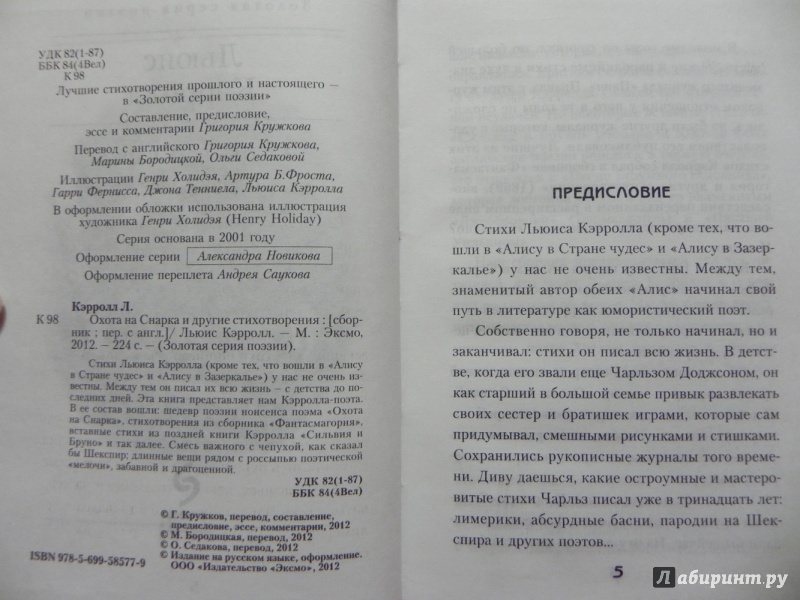 УДК 82(1-87)
ББК 84(4Вел)
К 98
Лучшие стихотворения прошлого и настоящего –
в «Золотой серии поэзии»
Составление, предисловие,
эссе и комментарии Григория Кружкова
Перевод с английского Григория Кружкова,
Марины Бородицкой, Ольги Седаковой
Иллюстрации Генри Холидэя, Артура Б.Фроста,
Гарри Фернисса, Джона Тенниела, Льюиса Кэрролла
В оформлении обложки использована иллюстрация
художника Генри Холидэя (Henry Holiday)
Серия основана в 2001 году
Оформление серии Александра Новикова
Оформление переплета Андрея Саукова
Кэрролл Л.
К 98 Охота на Снарка и другие стихотворения : [сбор-
ник ; пер. с англ.]/ Льюис Кэрролл. — М. : Эксмо,
2012. – 224 с. – (Золотая серия поэзии).
Стихи Льюиса Кэрролла (кроме тех, что вошли в «Алису
в Стране чудес» и «Алису в Зазеркалье») у нас не очень из-
вестны. Между тем он писал их всю жизнь – с детства до по-
следних дней. Эта книга представляет нам Кэрролла-поэта.
В ее состав вошли: шедевр поэзии нонсенса поэма «Охота
на Снарка», стихотворения из сборника «Фантасмагория»,
вставные стихи из поздней книги Кэрролла «Сильвия и
Бруно» и так далее. Смесь важного с чепухой, как сказал
бы Шекспир; длинные вещи рядом с россыпью поэтической
«мелочи», забавной и драгоценной.
УДК 82(1-87)
ББК 84(4Вел)
© Г. Кружков, перевод, составление,
предисловие, эссе, комментарии, 2012
© М. Бородицкая, перевод, 2012
© О. Седакова, перевод, 2012
© Издание на русском языке, оформление.
ООО «Издательство «Эксмо», 2012
ISBN 978-5-699-58577-9
ПРЕДИСЛОВИЕ
Стихи Льюиса Кэрролла (кроме тех, что во-
шли в «Алису в Стране чудес» и «Алису в Зазер-
калье») у нас не очень известны. Между тем,
знаменитый автор обеих «Алис» начинал свой
путь в литературе как юмористический поэт.
Собственно говоря, не только начинал, но и
заканчивал: стихи он писал всю жизнь. В детст-
ве, когда его звали еще Чарльзом Доджсоном, он
как старший в большой семье привык развлекать
своих сестер и братишек играми, которые сам
придумывал, смешными рисунками и стишками.
Сохранились рукописные журналы того време-
ни. Диву даешься, какие остроумные и мастеро-
витые стихи Чарльз писал уже в тринадцать лет:
лимерики, абсурдные басни, пародии на Шек-
спира и других поэтов...
5
Лабиринт.ру